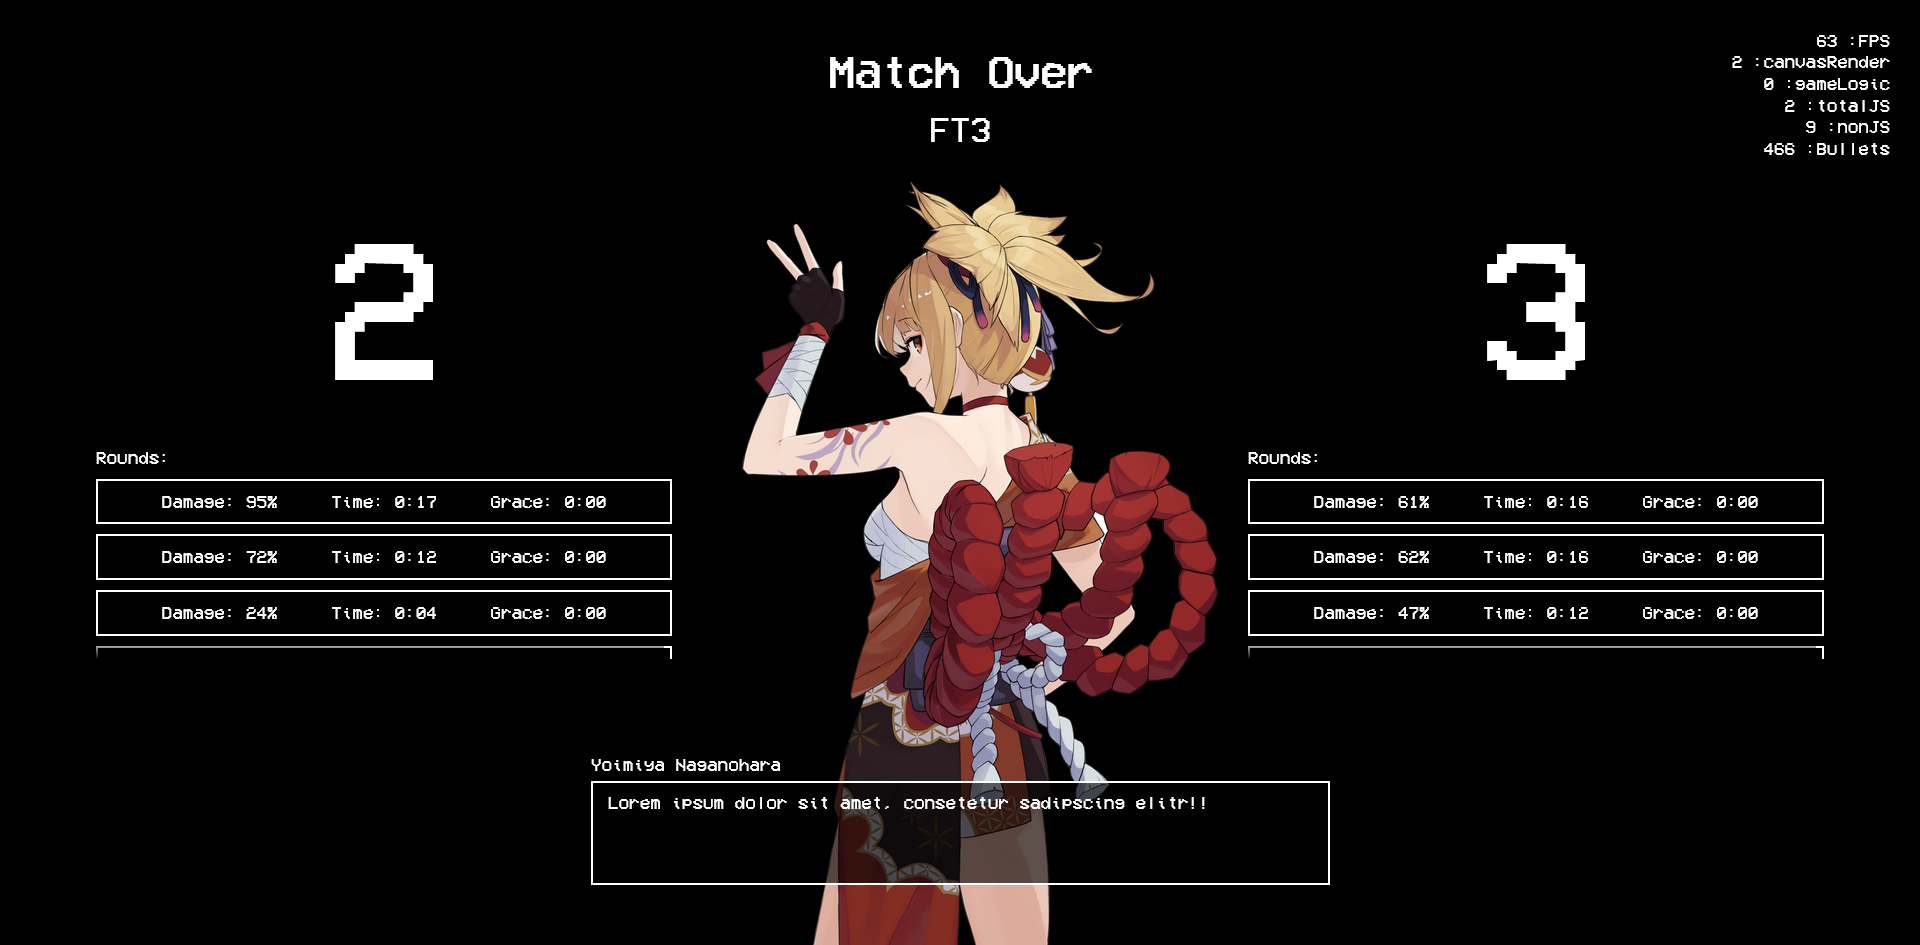 63 :FPS
2 :canvasRender
0 :gameLogic
2 :totalJS
9 :nonJS
466 :Bullets
Match Over
FT3
2
3
Rounds:
Damage: 95% Time: 0:17 Grace: 0:00
Damage: 72% Time: 0:12 Grace: 0:00
Damage: 24% Time: 0:04 Grace: 0:00
Rounds:
Damage: 61% Time: 0:16 Grace: 0:00
Damage: 62% Time: 0:16 Grace: 0:00
Damage: 47% Time: 0:12 Grace: 0:00
Yoimiya Naganohara
Lorem ipsum dolor sit amet, consetetur sadipscing elitr!!